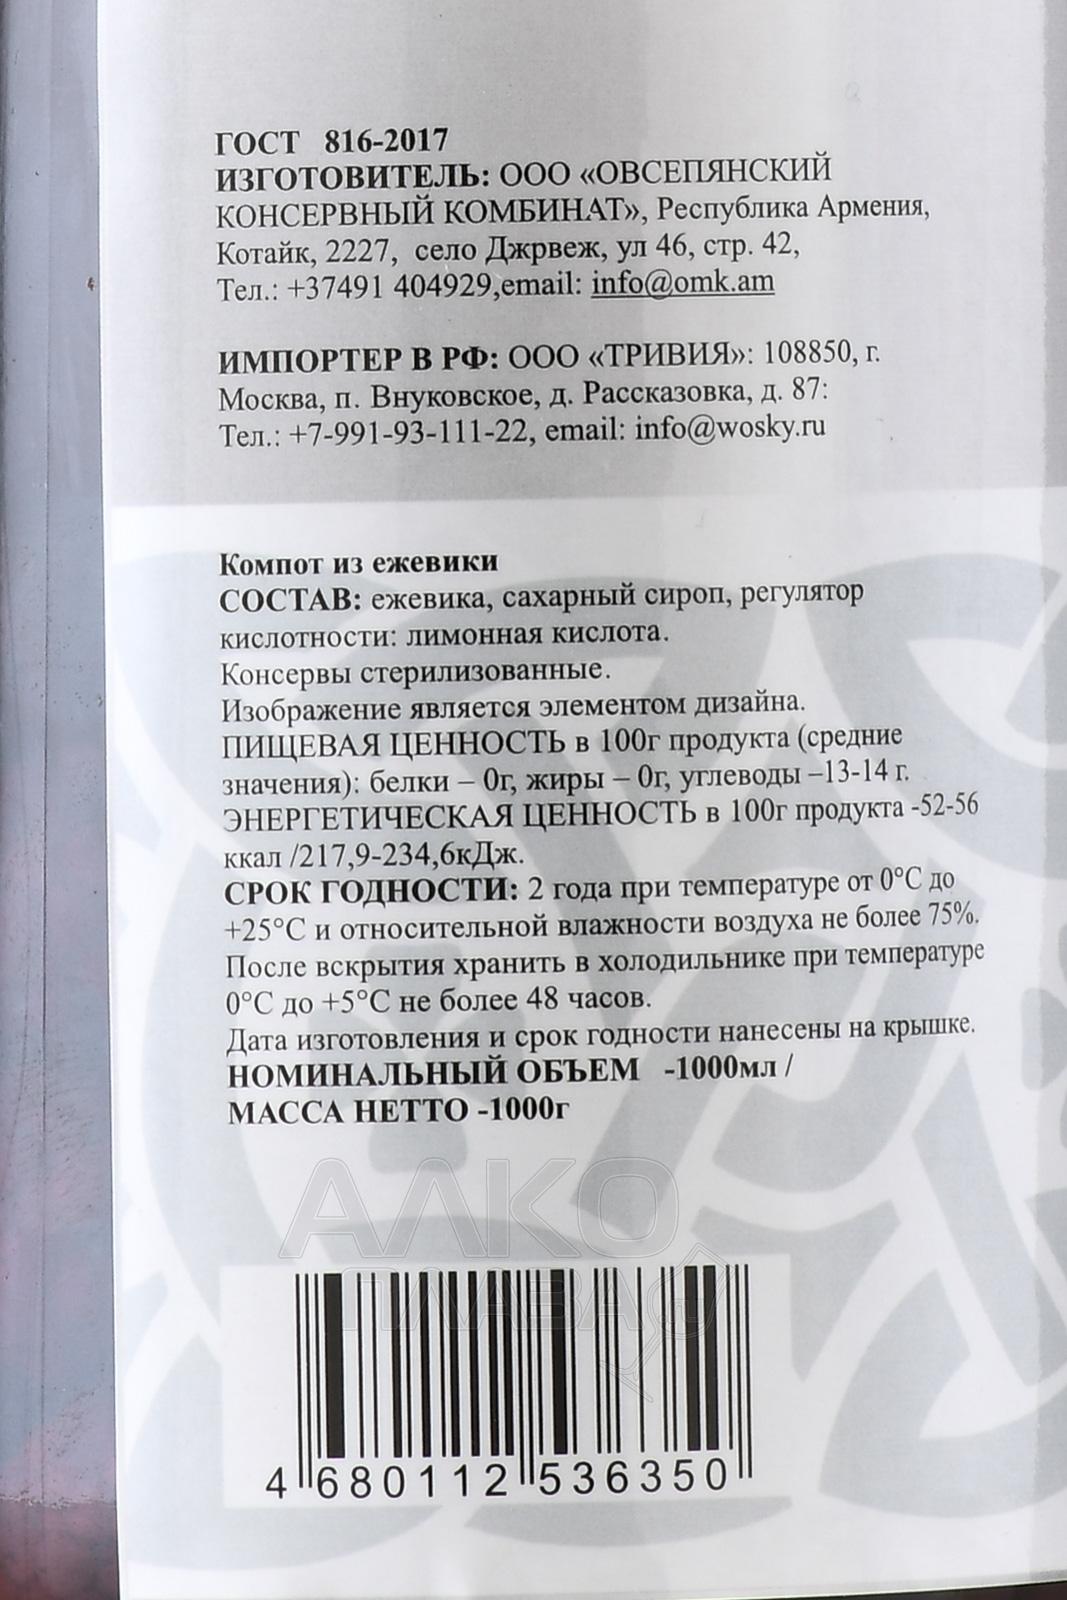 ГОСТ 816-2017
ИЗГОТОВИТЕЛЬ: ООО «ОВСЕПЯНСКИЙ
КОНСЕРВНЫЙ КОМБИНАТ», Республика Армения,
Котайк, 2227, село Джрвеж, ул 46, стр. 42,
Тел.: +37491 404929,email: info@omk.am
ИМПОРТЕР В РФ: ООО «ТРИВИЯ»: 108850, г.
Москва, п. Внуковское, д. Рассказовка, д. 87:
Тел.: +7-991-93-111-22, email: info@wosky.ru
Компот из ежевики
СОСТАВ: ежевика, сахарный сироп, регулятор
кислотности: лимонная кислота.
Консервы стерилизованные.
Изображение является элементом дизайна.
ПИЩЕВАЯ ЦЕННОСТЬ в 100г продукта (средние
значения): белки – 0г, жиры – 0г, углеводы –13-14 г.
ЭНЕРГЕТИЧЕСКАЯ ЦЕННОСТЬ в 100г продукта -52-56
ккал /217,9-234,6кДж.
СРОК ГОДНОСТИ: 2 года при температуре от 0°С до
+25°С и относительной влажности воздуха не более 75%.
После вскрытия хранить в холодильнике при температуре
0°С до +5°С не более 48 часов.
Дата изготовления и срок годности нанесены на крышке.
НОМИНАЛЬНЫЙ ОБЪЕМ -1000мл /
МАССА НЕТТО -1000г
АЛКО
ПЛАВА
4 680112 536350